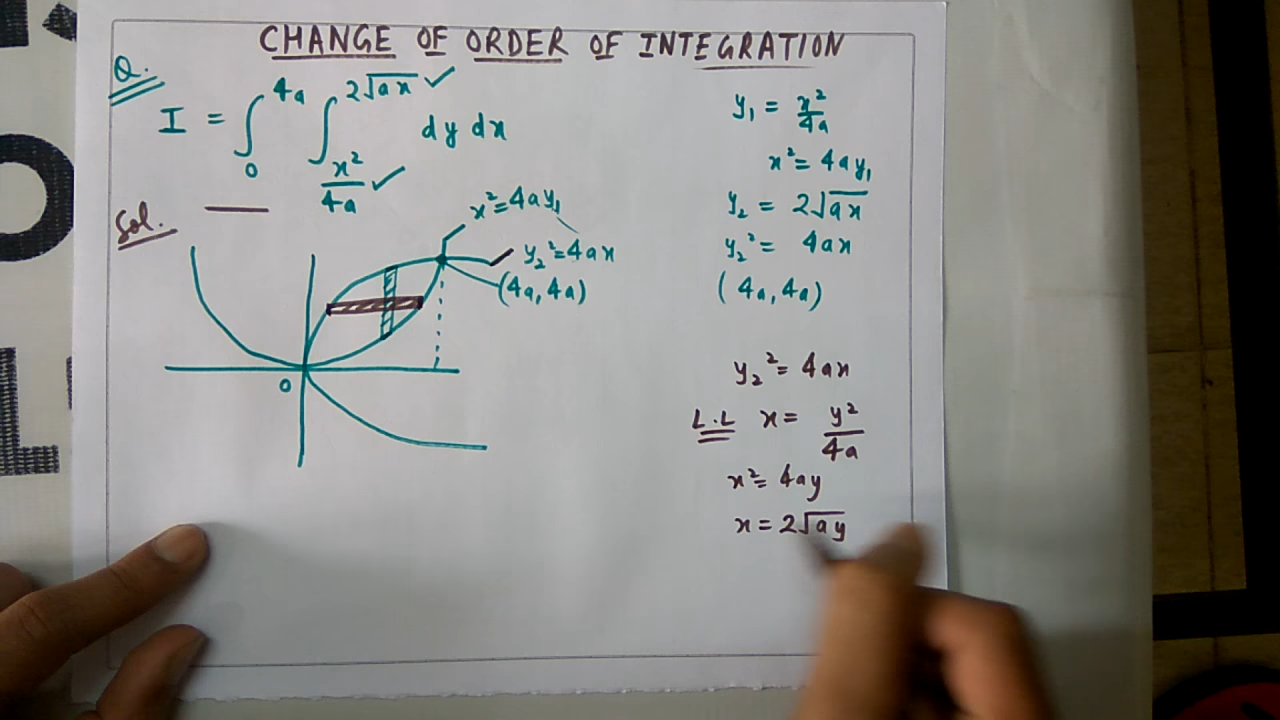 CHANGE OF ORDER OF INTEGRATION
Q.
I = ∫₀^4a ∫_x²/4a^2√ax dy dx
Sol.
x² = 4ay₁
y₂² = 4ax
(4a, 4a)
0
y₁ = x²/4a
x² = 4ay₁
y₂ = 2√ax
y₂² = 4ax
(4a, 4a)
y₂² = 4ax
L.L x = y²/4a
x² = 4ay
x = 2√ay